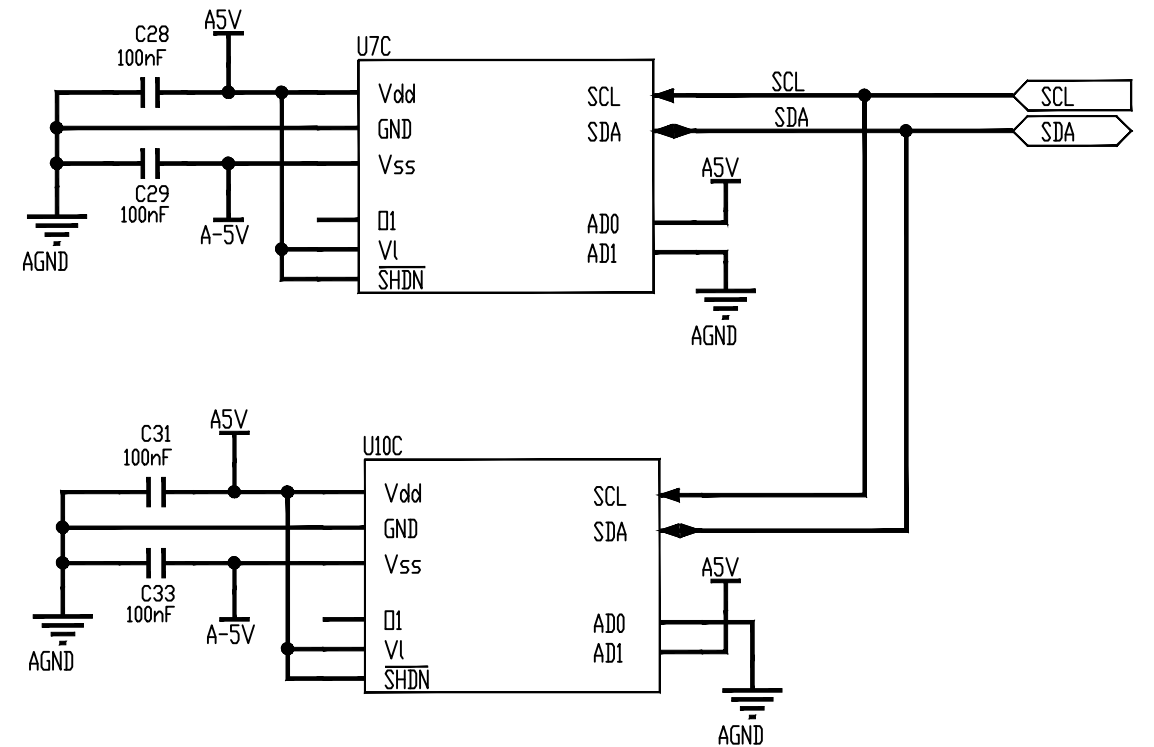 C28
100nF
A5V
U7C
Vdd
GND
Vss
O1
Vl
SHDN
SCL
SDA
AD0
AD1
C29
100nF
A-5V
AGND
SCL
SDA
SCL
SDA
A5V
AGND
C31
100nF
A5V
U10C
Vdd
GND
Vss
O1
Vl
SHDN
SCL
SDA
AD0
AD1
C33
100nF
A-5V
AGND
A5V
AGND